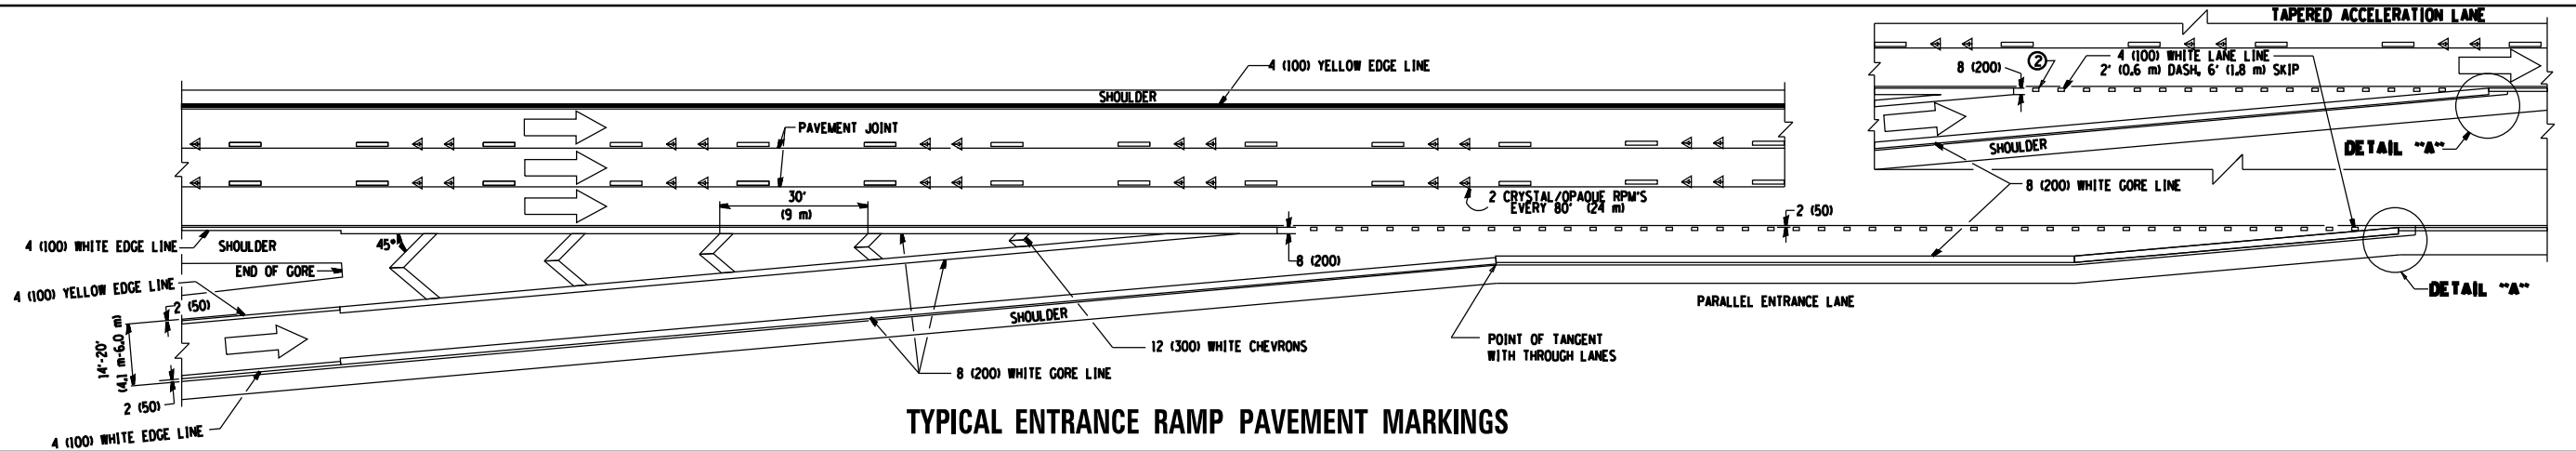 TAPERED ACCELERATION LANE
4 (100) YELLOW EDGE LINE
SHOULDER
8 (200)
2
4 (100) WHITE LANE LINE
2' (0.6 m) DASH, 6' (1.8 m) SKIP
PAVEMENT JOINT
SHOULDER
DETAIL "A"
30'
(9 m)
2 CRYSTAL/OPAQUE RPM'S
EVERY 80' (24 m)
8 (200) WHITE GORE LINE
2 (50)
4 (100) WHITE EDGE LINE
SHOULDER
45°
8 (200)
END OF GORE
4 (100) YELLOW EDGE LINE
2 (50)
PARALLEL ENTRANCE LANE
DETAIL "A"
14'-20'
(4.1 m-6.0 m)
SHOULDER
12 (300) WHITE CHEVRONS
POINT OF TANGENT
WITH THROUGH LANES
8 (200) WHITE GORE LINE
2 (50)
4 (100) WHITE EDGE LINE
TYPICAL ENTRANCE RAMP PAVEMENT MARKINGS